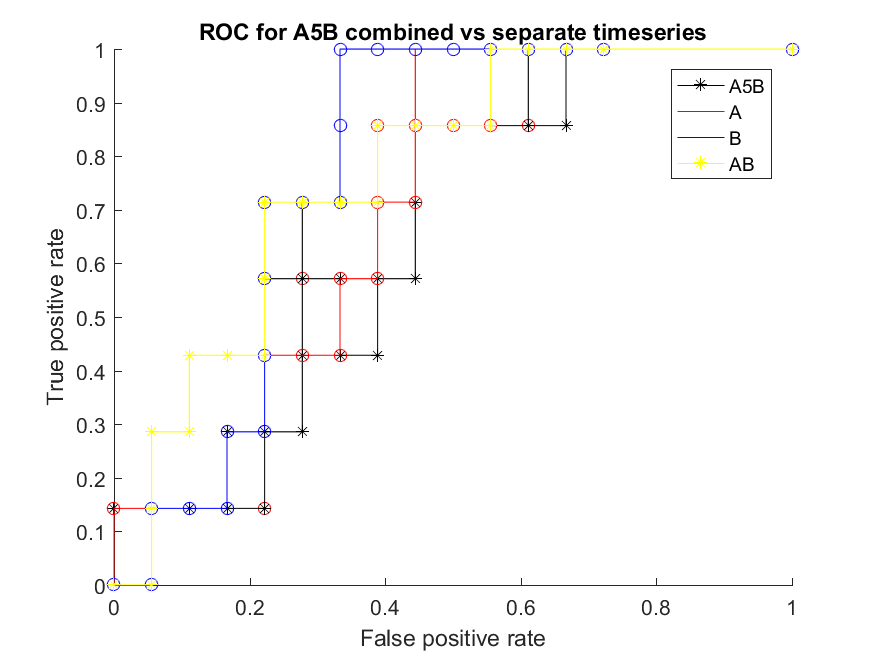 ROC for A5B combined vs separate timeseries
1
0.9
0.8
0.7
0.6
0.5
0.4
0.3
0.2
0.1
0
True positive rate
A5B
A
B
AB
0
0.2
0.4
0.6
0.8
1
False positive rate